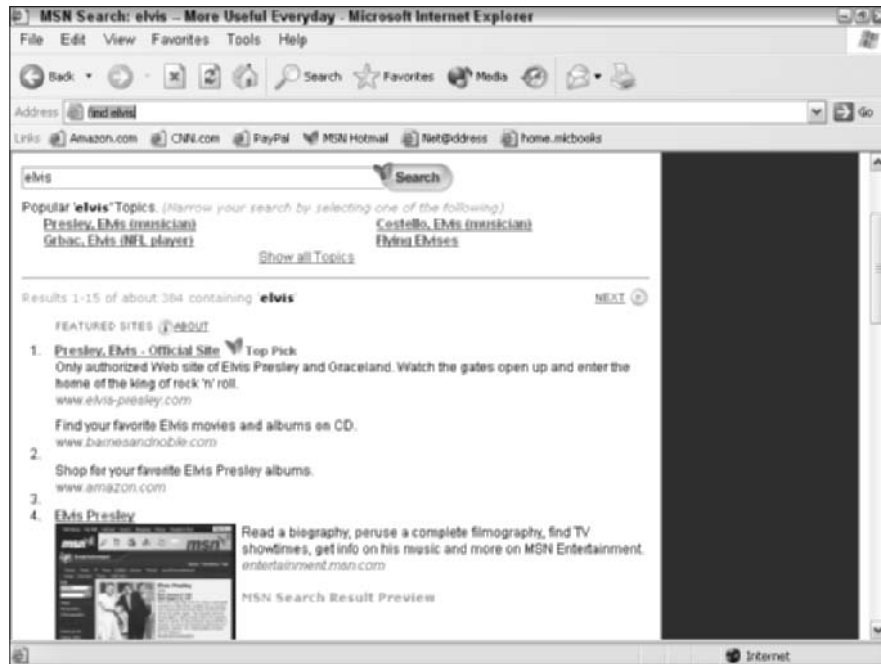 MSN Search: elvis -- More Useful Everyday - Microsoft Internet Explorer
File Edit View Favorites Tools Help
Back Search Favorites Media
Address find elvis Go
Links Amazon.com CNN.com PayPal MSN Hotmail Net@ddress home.micbooks
elvis Search
Popular 'elvis' Topics. (Narrow your search by selecting one of the following)
Presley, Elvis (musician) Costello, Elvis (musician)
Grbac, Elvis (NFL player) Flying Elvises
Show all Topics
Results 1-15 of about 384 containing 'elvis' NEXT
FEATURED SITES ABOUT
1. Presley, Elvis - Official Site Top Pick
Only authorized Web site of Elvis Presley and Graceland. Watch the gates open up and enter the
home of the king of rock 'n' roll.
www.elvis-presley.com
Find your favorite Elvis movies and albums on CD.
www.barnesandnoble.com
2.
Shop for your favorite Elvis Presley albums.
www.amazon.com
3.
4. Elvis Presley
msn msn
Read a biography, peruse a complete filmography, find TV
showtimes, get info on his music and more on MSN Entertainment.
entertainment.msn.com
MSN Search Result Preview
Elvis Presley
Internet